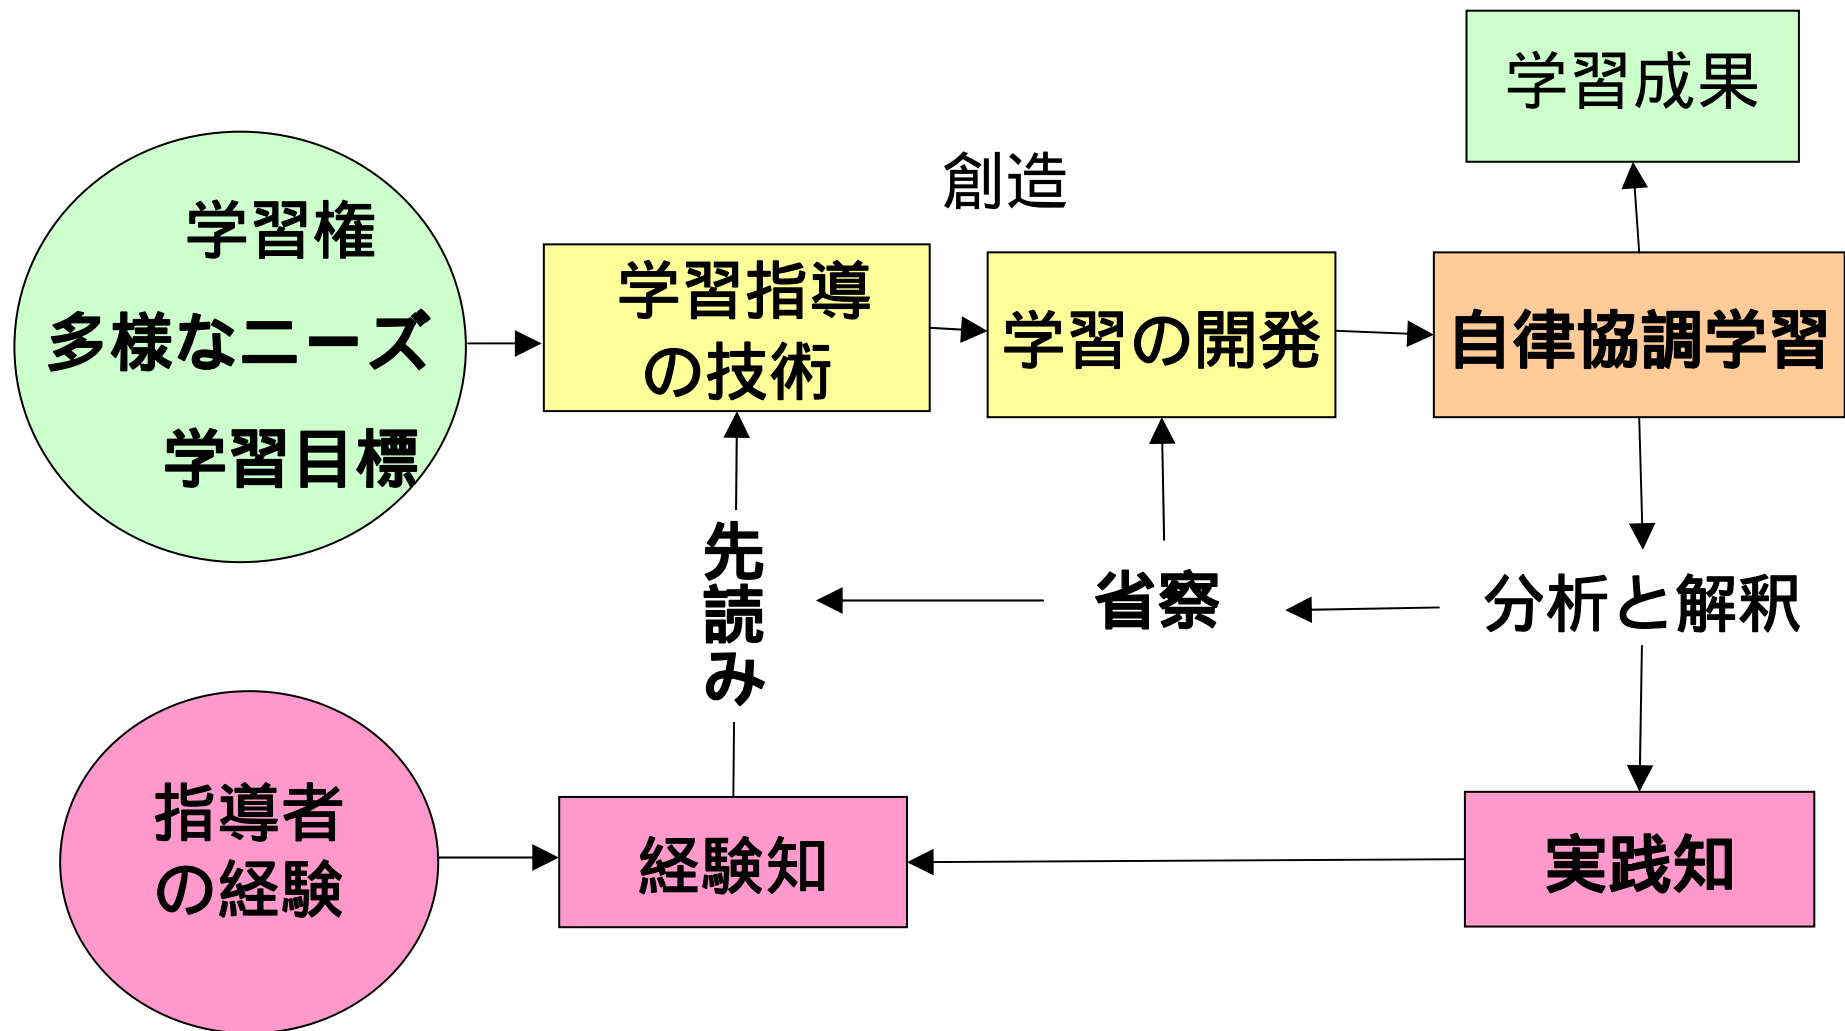 学習成果
創造
学習権
多様なニーズ
学習目標
学習指導
の技術
学習の開発
自律協調学習
先読み
省察
分析と解釈
指導者
の経験
経験知
実践知